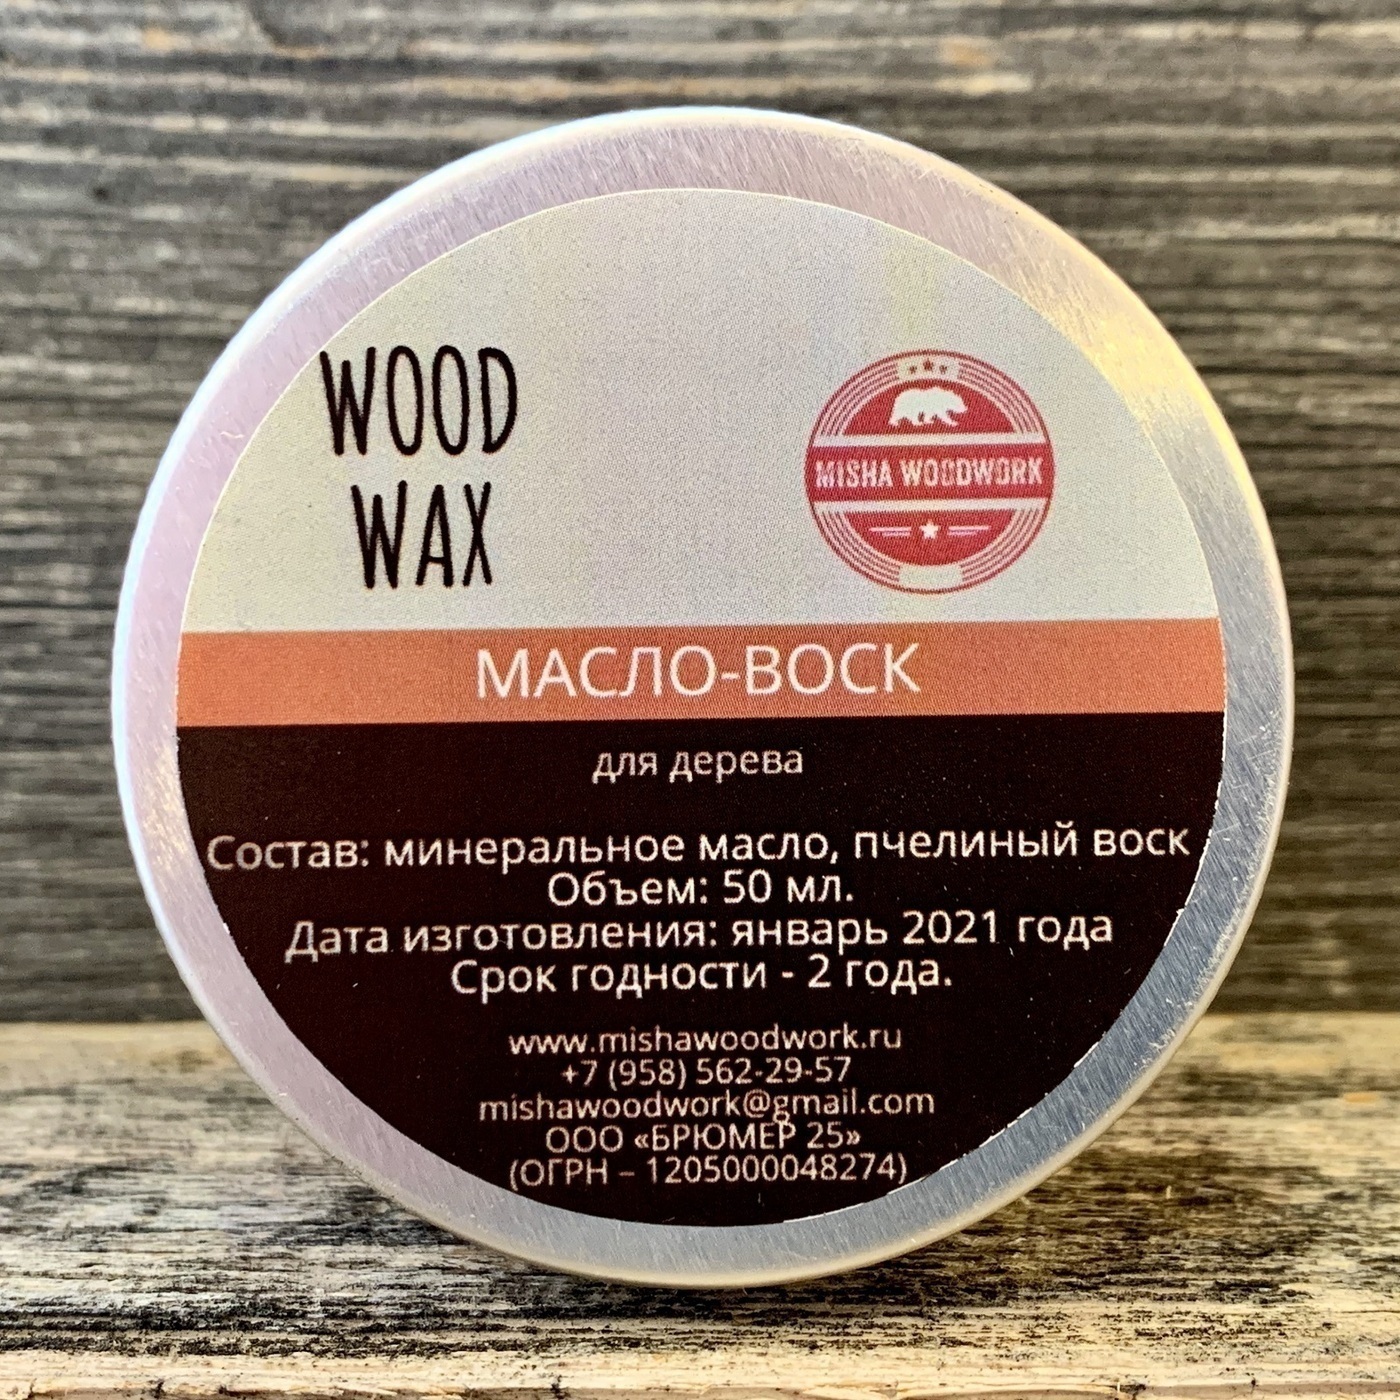 WOOD
WAX
MISHA WOODWORK
МАСЛО-ВОСК
для дерева
Состав: минеральное масло, пчелиный воск
Объем: 50 мл.
Дата изготовления: январь 2021 года
Срок годности - 2 года.
www.mishawoodwork.ru
+7 (958) 562-29-57
mishawoodwork@gmail.com
ООО «БРЮМЕР 25»
(ОГРН – 1205000048274)